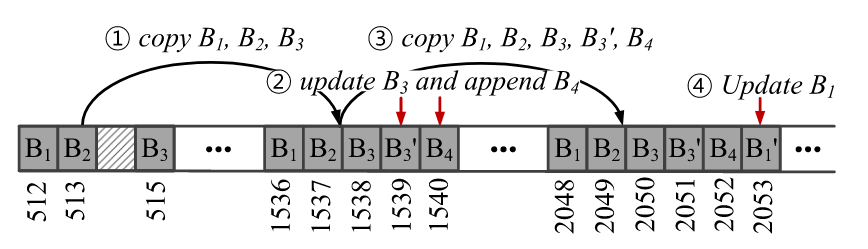 ① copy B1, B2, B3
③ copy B1, B2, B3, B3', B4
② update B3 and append B4
④ Update B1
B1 B2 B3 ••• B1 B2 B3 B3' B4 ••• B1 B2 B3 B3' B4 B1' •••
512 513 515 1536 1537 1538 1539 1540 2048 2049 2050 2051 2052 2053